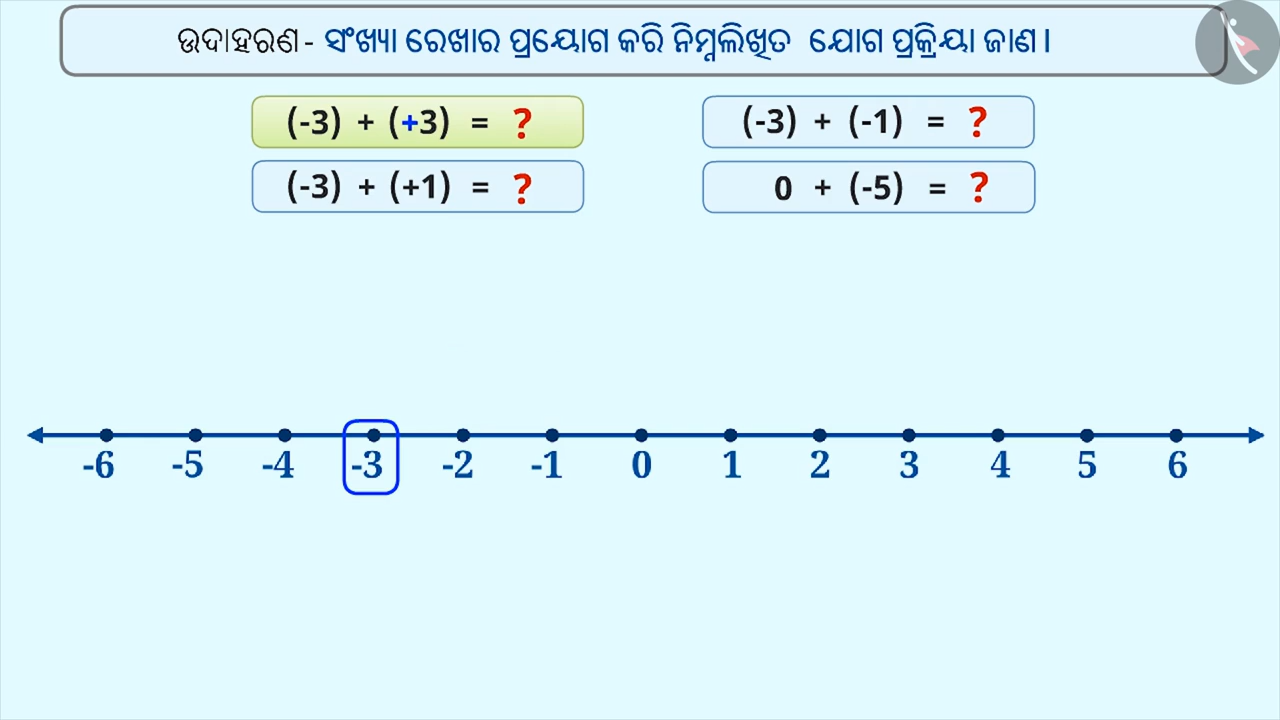 ଉଦାହରଣ - ସଂଖ୍ୟା ରେଖାର ପ୍ରୟୋଗ କରି ନିମ୍ନଲିଖିତ ଯୋଗ ପ୍ରକ୍ରିୟା ଜାଣ ।
(-3) + (+3) = ?
(-3) + (-1) = ?
(-3) + (+1) = ?
0 + (-5) = ?
-6 -5 -4 -3 -2 -1 0 1 2 3 4 5 6